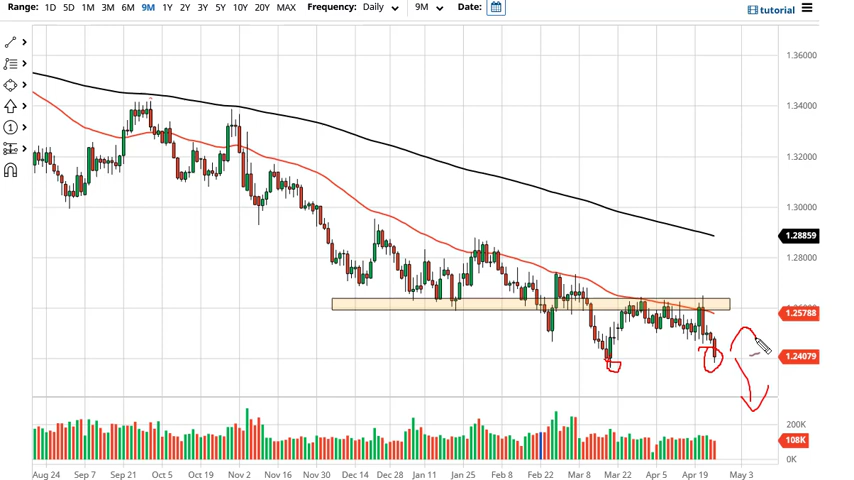 Range: 1D 5D 1M 3M 6M 9M 1Y 2Y 3Y 5Y 10Y 20Y MAX Frequency: Daily 9M Date: tutorial
1.36000
1.34000
1.32000
1.30000
1.28859
1.28000
1.25788
1.24079
200K
108K
0K
Aug 24 Sep 7 Sep 21 Oct 5 Oct 19 Nov 2 Nov 16 Nov 30 Dec 14 Dec 28 Jan 11 Jan 25 Feb 8 Feb 22 Mar 8 Mar 22 Apr 5 Apr 19 May 3